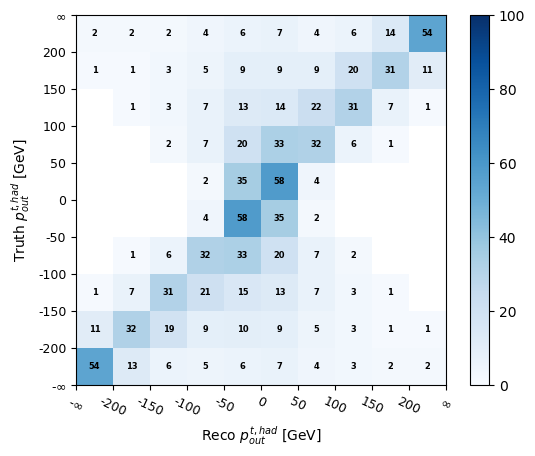 ∞
200
150
100
50
0
-50
-100
-150
-200
-∞
Truth p_{out}^{t,had} [GeV]
2 2 2 4 6 7 4 6 14 54
1 1 3 5 9 9 9 20 31 11
1 3 7 13 14 22 31 7 1
2 7 20 33 32 6 1
2 35 58 4
4 58 35 2
1 6 32 33 20 7 2
1 7 31 21 15 13 7 3 1
11 32 19 9 10 9 5 3 1 1
54 13 6 5 6 7 4 3 2 2
-∞ -200 -150 -100 -50 0 50 100 150 200 ∞
Reco p_{out}^{t,had} [GeV]
100
80
60
40
20
0